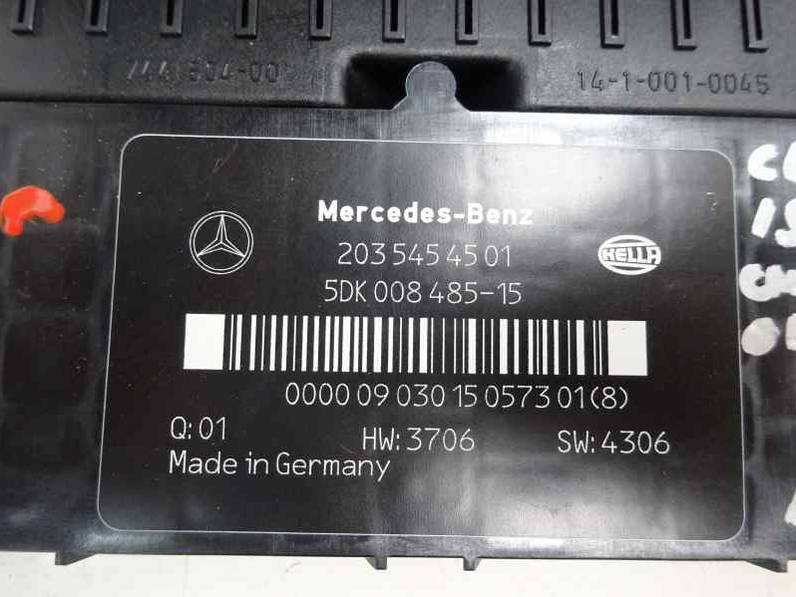 14-1-001-0045
Mercedes-Benz
203 545 45 01
HELLA
5DK 008 485-15
0000 09 030 15 0573 01(8)
Q: 01 HW: 3706 SW: 4306
Made in Germany